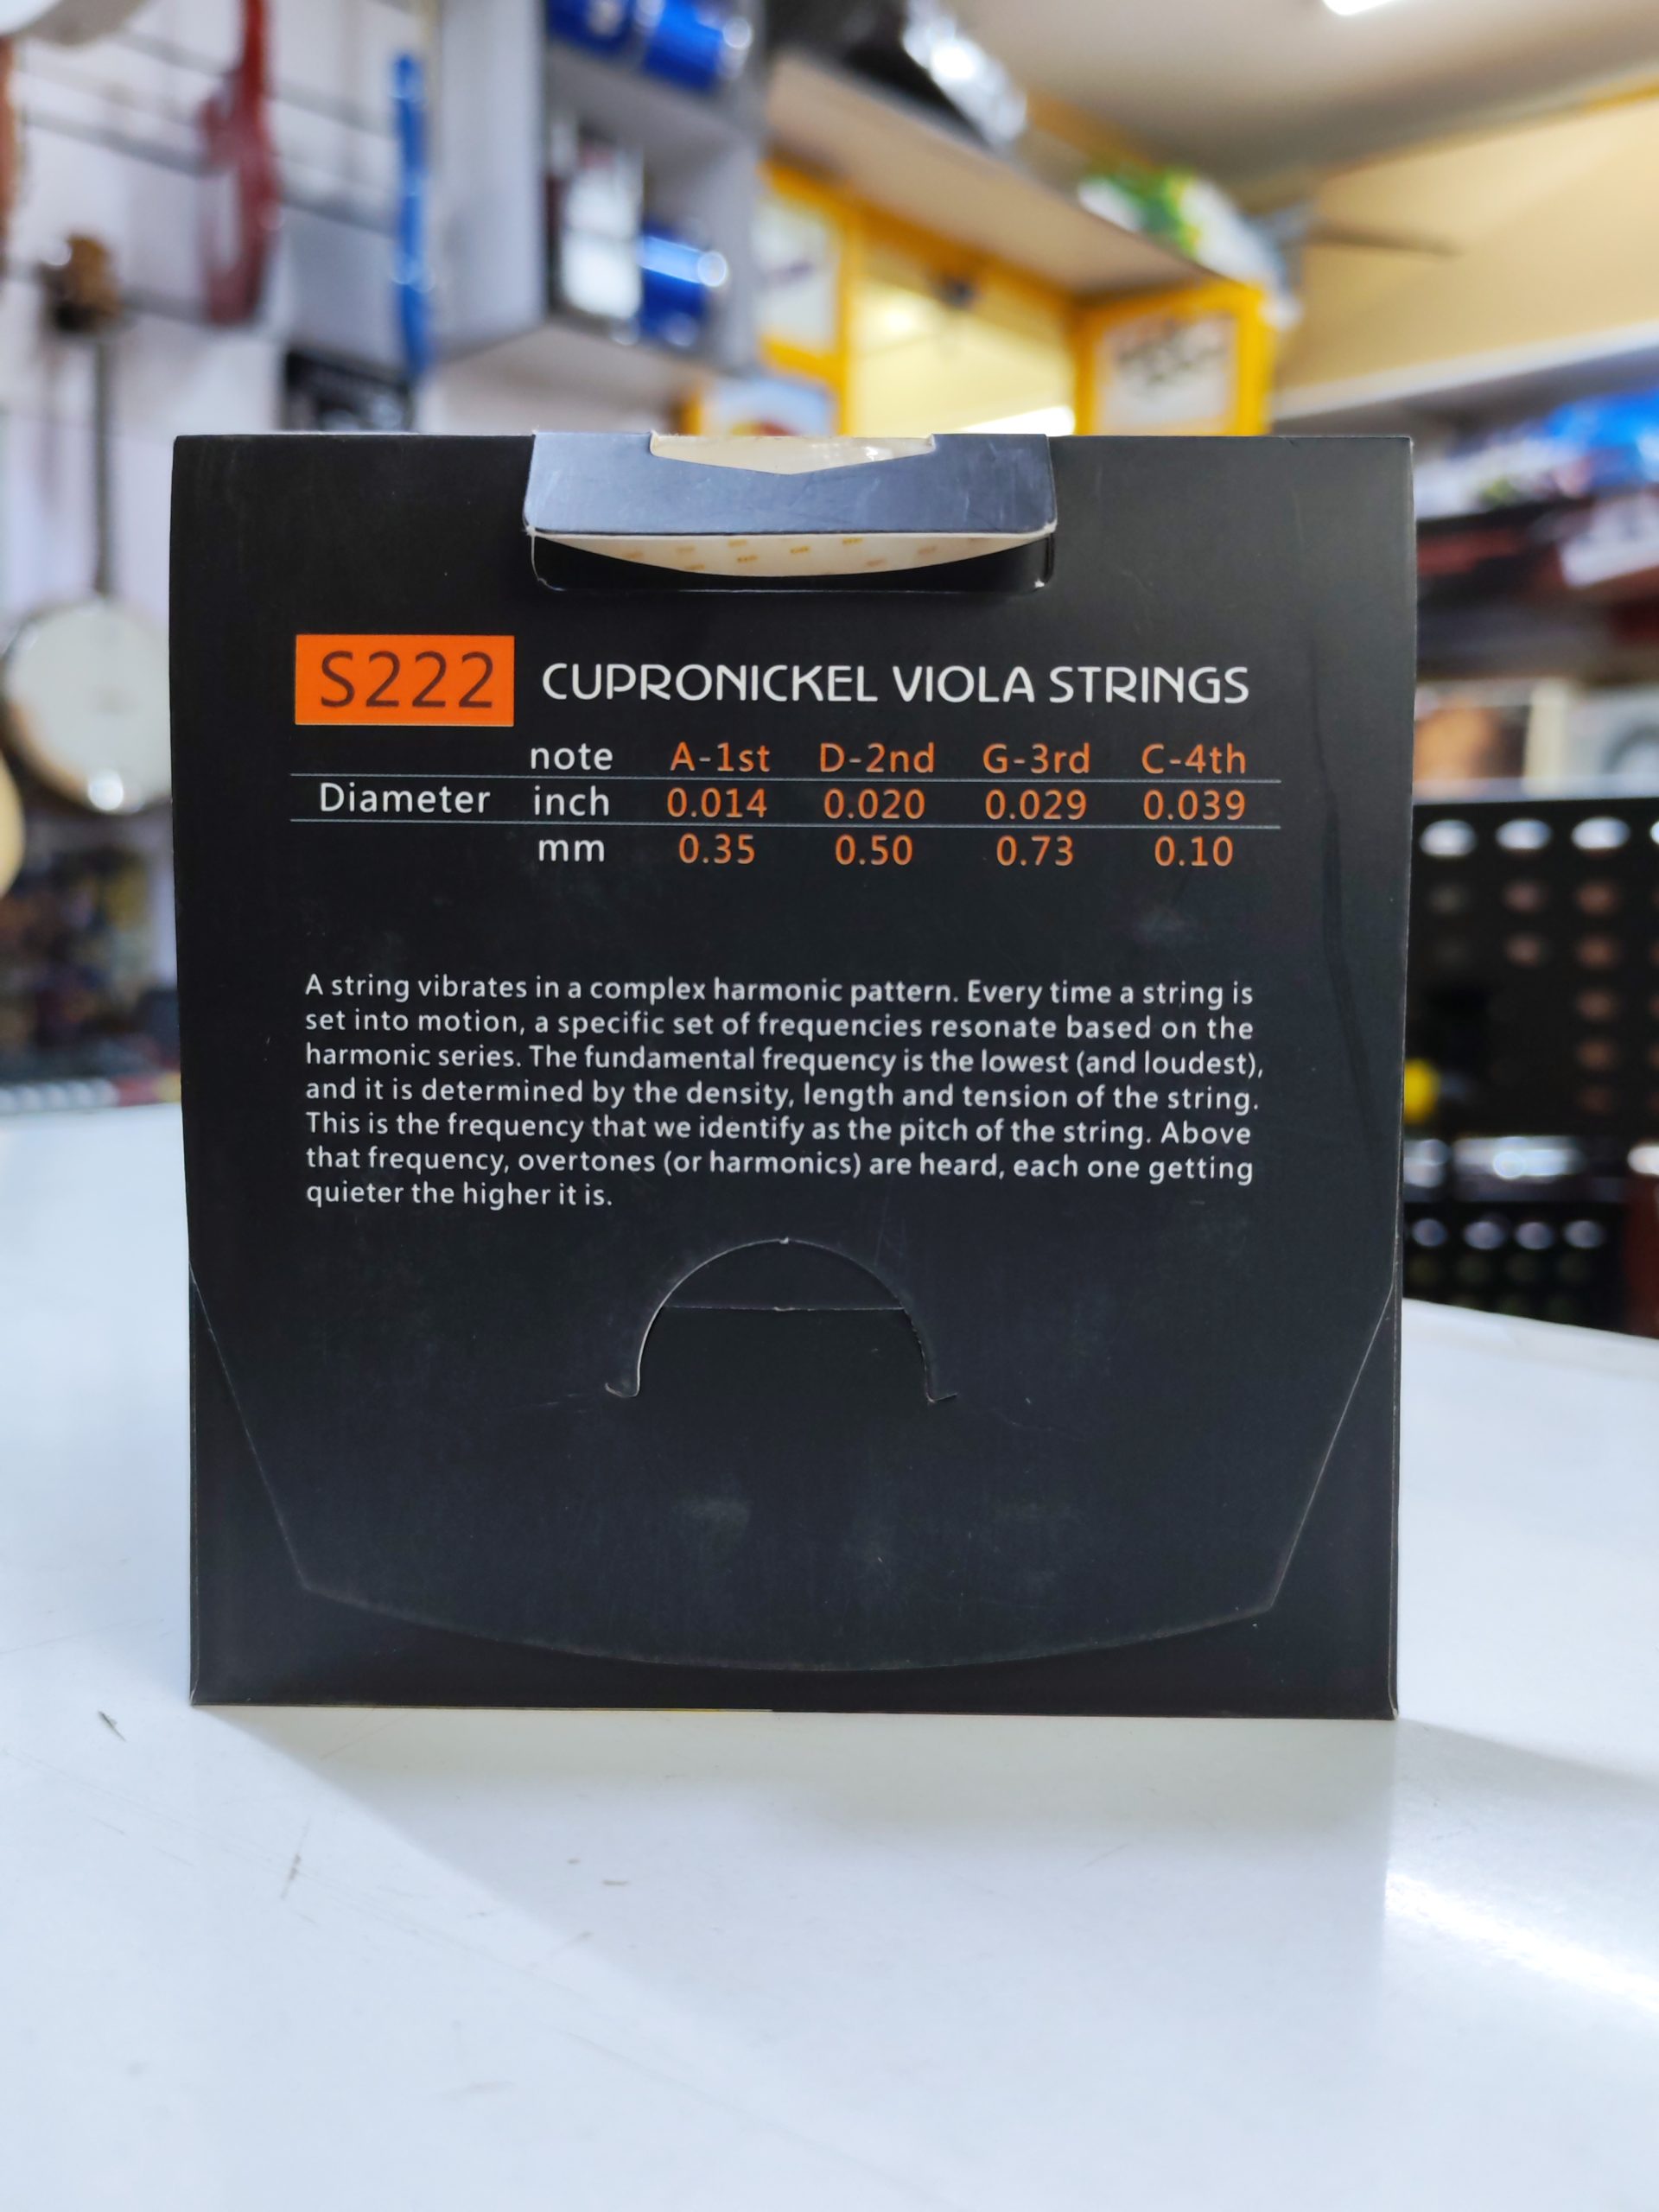 S222 CUPRONICKEL VIOLA STRINGS
note A-1st D-2nd G-3rd C-4th
Diameter inch 0.014 0.020 0.029 0.039
mm 0.35 0.50 0.73 0.10
A string vibrates in a complex harmonic pattern. Every time a string is
set into motion, a specific set of frequencies resonate based on the
harmonic series. The fundamental frequency is the lowest (and loudest),
and it is determined by the density, length and tension of the string.
This is the frequency that we identify as the pitch of the string. Above
that frequency, overtones (or harmonics) are heard, each one getting
quieter the higher it is.